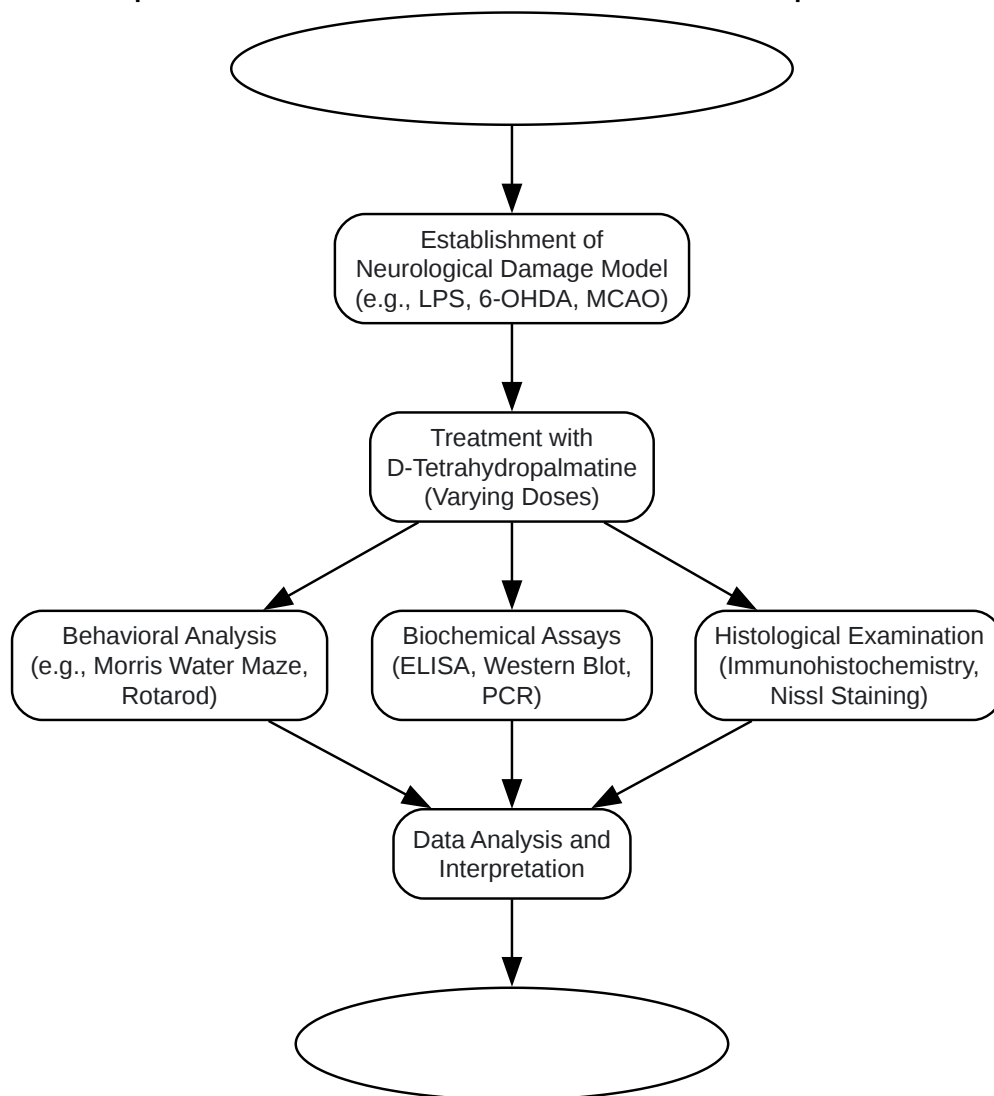 Establishment of
Neurological Damage Model
(e.g., LPS, 6-OHDA, MCAO)
Treatment with
D-Tetrahydropalmatine
(Varying Doses)
Behavioral Analysis
(e.g., Morris Water Maze,
Rotarod)
Biochemical Assays
(ELISA, Western Blot,
PCR)
Histological Examination
(Immunohistochemistry,
Nissl Staining)
Data Analysis and
Interpretation